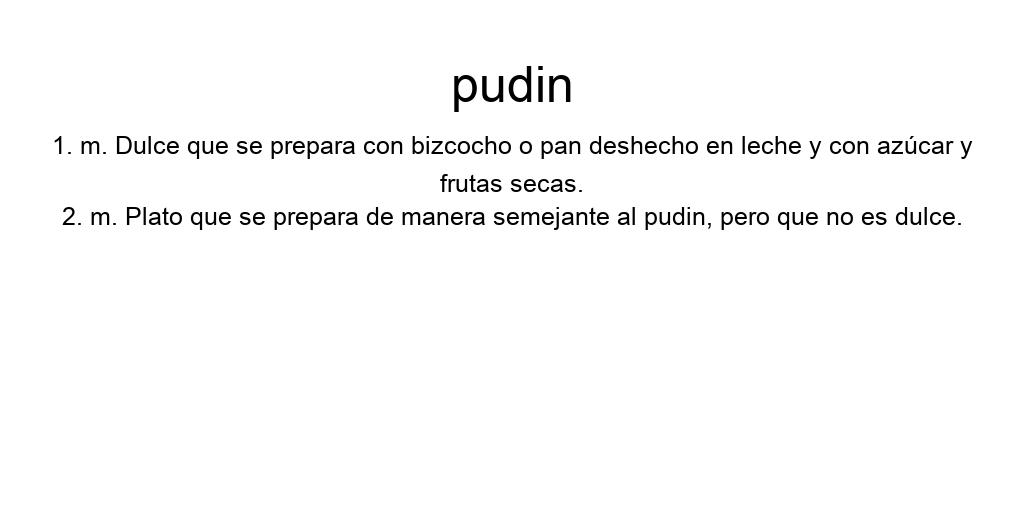 pudin
1. m. Dulce que se prepara con bizcocho o pan deshecho en leche y con azúcar y
frutas secas.
2. m. Plato que se prepara de manera semejante al pudin, pero que no es dulce.